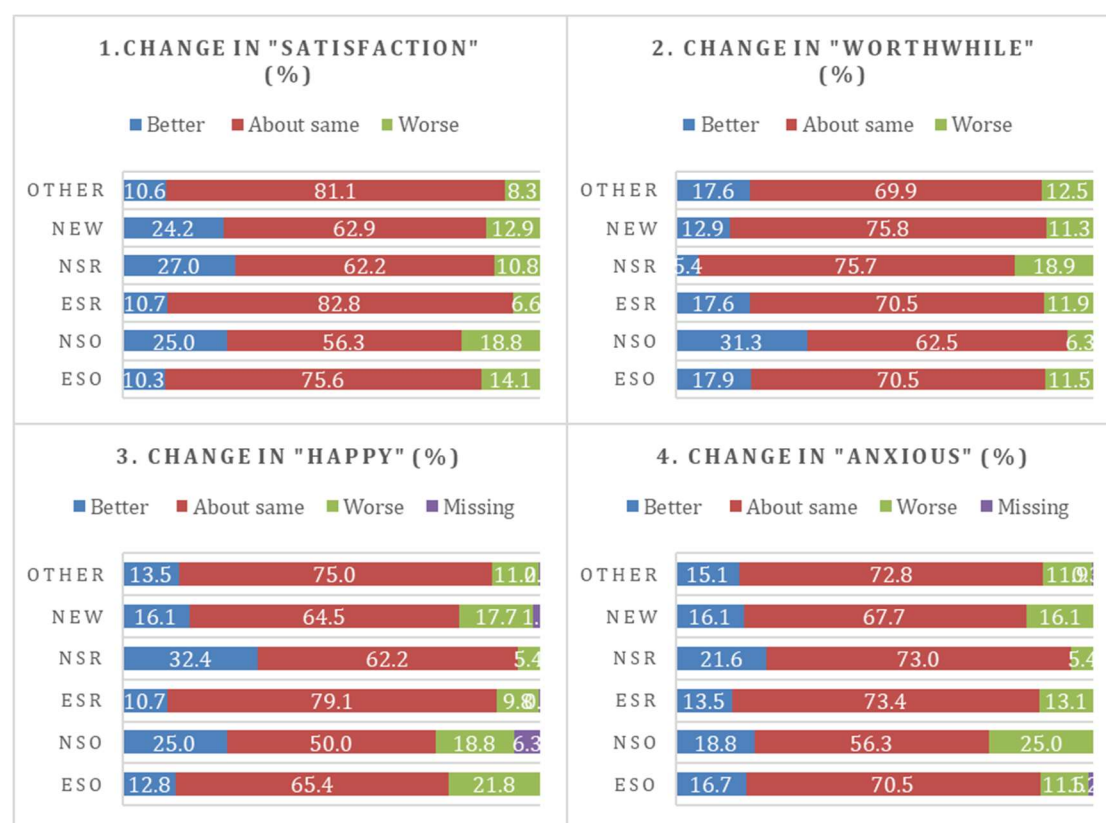 1.CHANGE IN "SATISFACTION"
(%)
Better About same Worse
OTHER 10.6 81.1 8.3
NEW 24.2 62.9 12.9
NSR 27.0 62.2 10.8
ESR 10.7 82.8 6.6
NSO 25.0 56.3 18.8
ESO 10.3 75.6 14.1
2. CHANGE IN "WORTHWHILE"
(%)
Better About same Worse
OTHER 17.6 69.9 12.5
NEW 12.9 75.8 11.3
NSR 5.4 75.7 18.9
ESR 17.6 70.5 11.9
NSO 31.3 62.5 6.3
ESO 17.9 70.5 11.5
3. CHANGE IN "HAPPY" (%)
Better About same Worse Missing
OTHER 13.5 75.0
NEW 16.1 64.5 17.7 1.
NSR 32.4 62.2 5.4
ESR 10.7 79.1 9.8
NSO 25.0 50.0 18.8 6.3
ESO 12.8 65.4 21.8
4. CHANGE IN "ANXIOUS" (%)
Better About same Worse Missing
OTHER 15.1 72.8
NEW 16.1 67.7 16.1
NSR 21.6 73.0 5.4
ESR 13.5 73.4 13.1
NSO 18.8 56.3 25.0
ESO 16.7 70.5